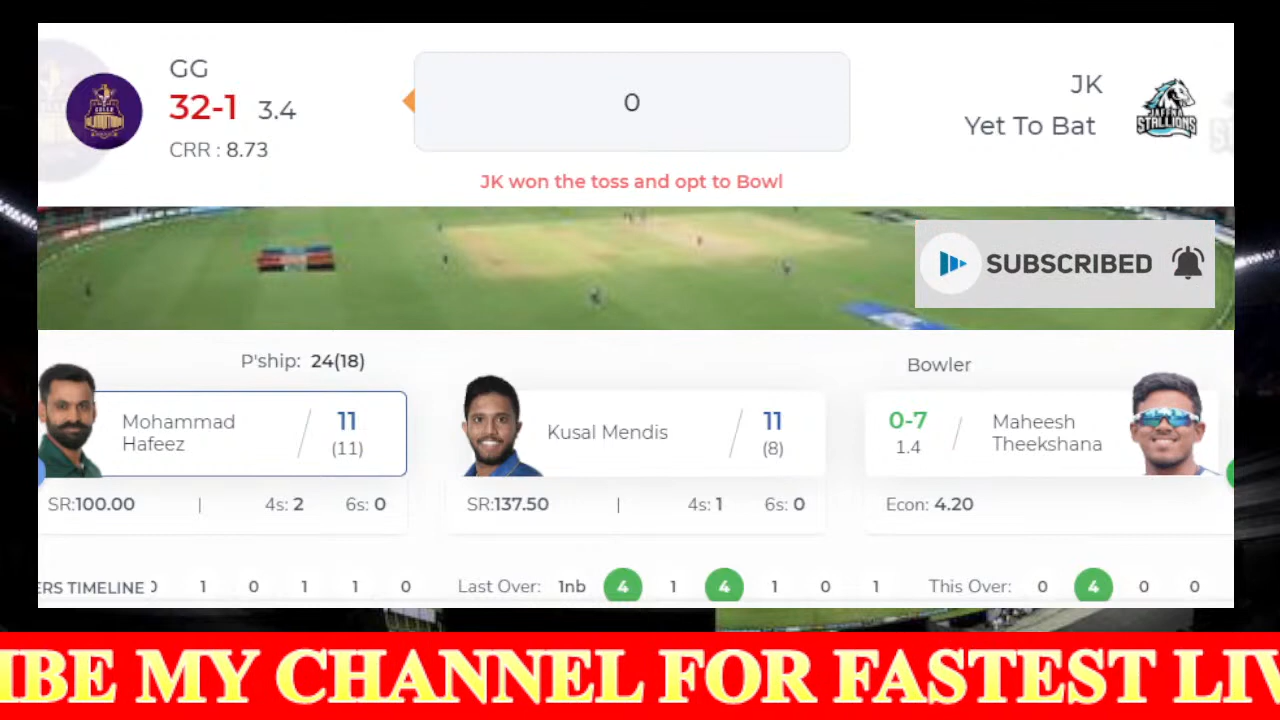 GG
32-1 3.4
CRR : 8.73
0
JK
Yet To Bat
JAFFNA
STALLIONS
JK won the toss and opt to Bowl
SUBSCRIBED
P'ship: 24(18)
Bowler
Mohammad
Hafeez
11
(11)
Kusal Mendis
11
(8)
0-7
1.4
Maheesh
Theekshana
SR:100.00 | 4s: 2 6s: 0
SR:137.50 | 4s: 1 6s: 0
Econ: 4.20
ERS TIMELINE 1 0 1 1 0 Last Over: 1nb 4 1 4 1 0 1 This Over: 0 4 0 0
IBE MY CHANNEL FOR FASTEST LIV